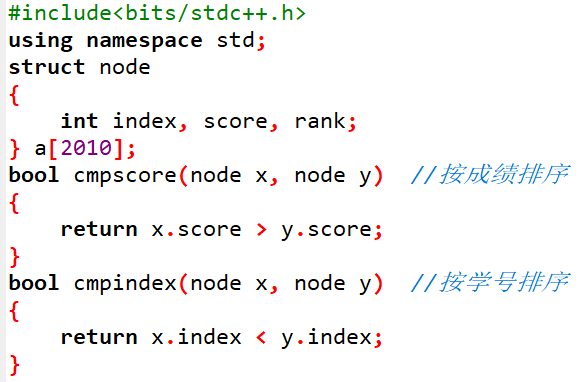 #include<bits/stdc++.h>
using namespace std;
struct node
{
    int index, score, rank;
} a[2010];
bool cmpscore(node x, node y)  //按成绩排序
{
    return x.score > y.score;
}
bool cmpindex(node x, node y)  //按学号排序
{
    return x.index < y.index;
}